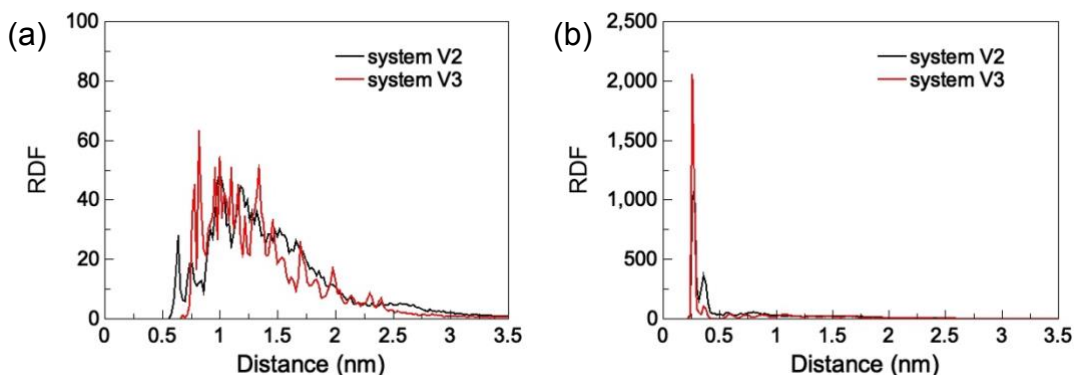 (a)
100
80
60
40
20
0
RDF
0 0.5 1 1.5 2 2.5 3 3.5
Distance (nm)
system V2
system V3
(b)
2,500
2,000
1,500
1,000
500
0
RDF
0 0.5 1 1.5 2 2.5 3 3.5
Distance (nm)
system V2
system V3